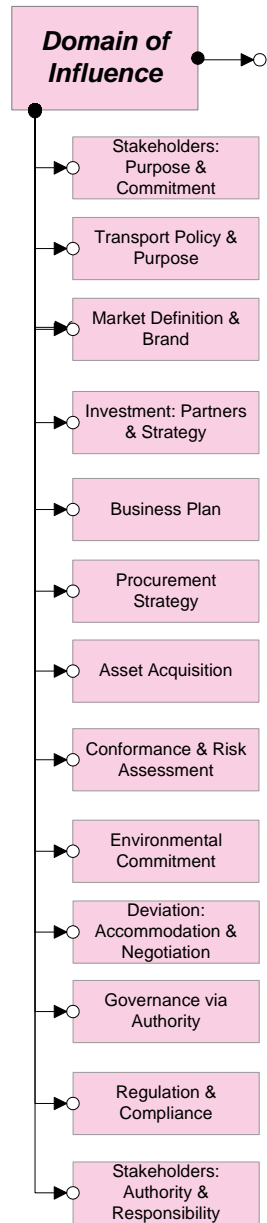 Domain of
Influence
Stakeholders:
Purpose &
Commitment
Transport Policy &
Purpose
Market Definition &
Brand
Investment: Partners
& Strategy
Business Plan
Procurement
Strategy
Asset Acquisition
Conformance & Risk
Assessment
Environmental
Commitment
Deviation:
Accommodation &
Negotiation
Governance via
Authority
Regulation &
Compliance
Stakeholders:
Authority &
Responsibility